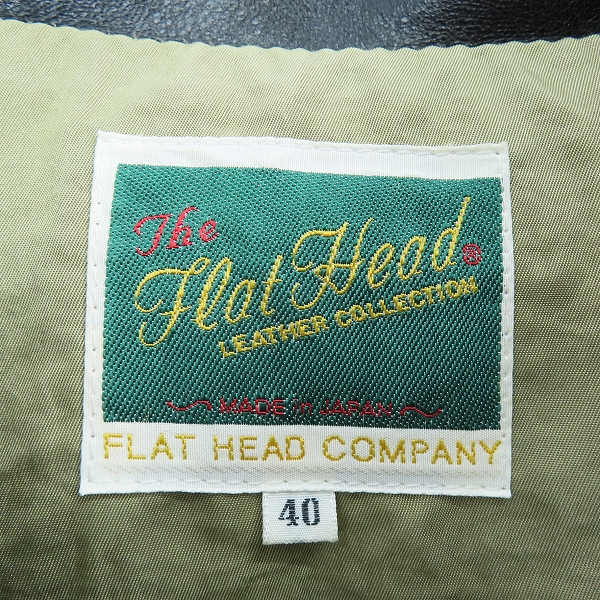 The
Flat Head®
LEATHER COLLECTION
MADE in JAPAN
FLAT HEAD COMPANY
40